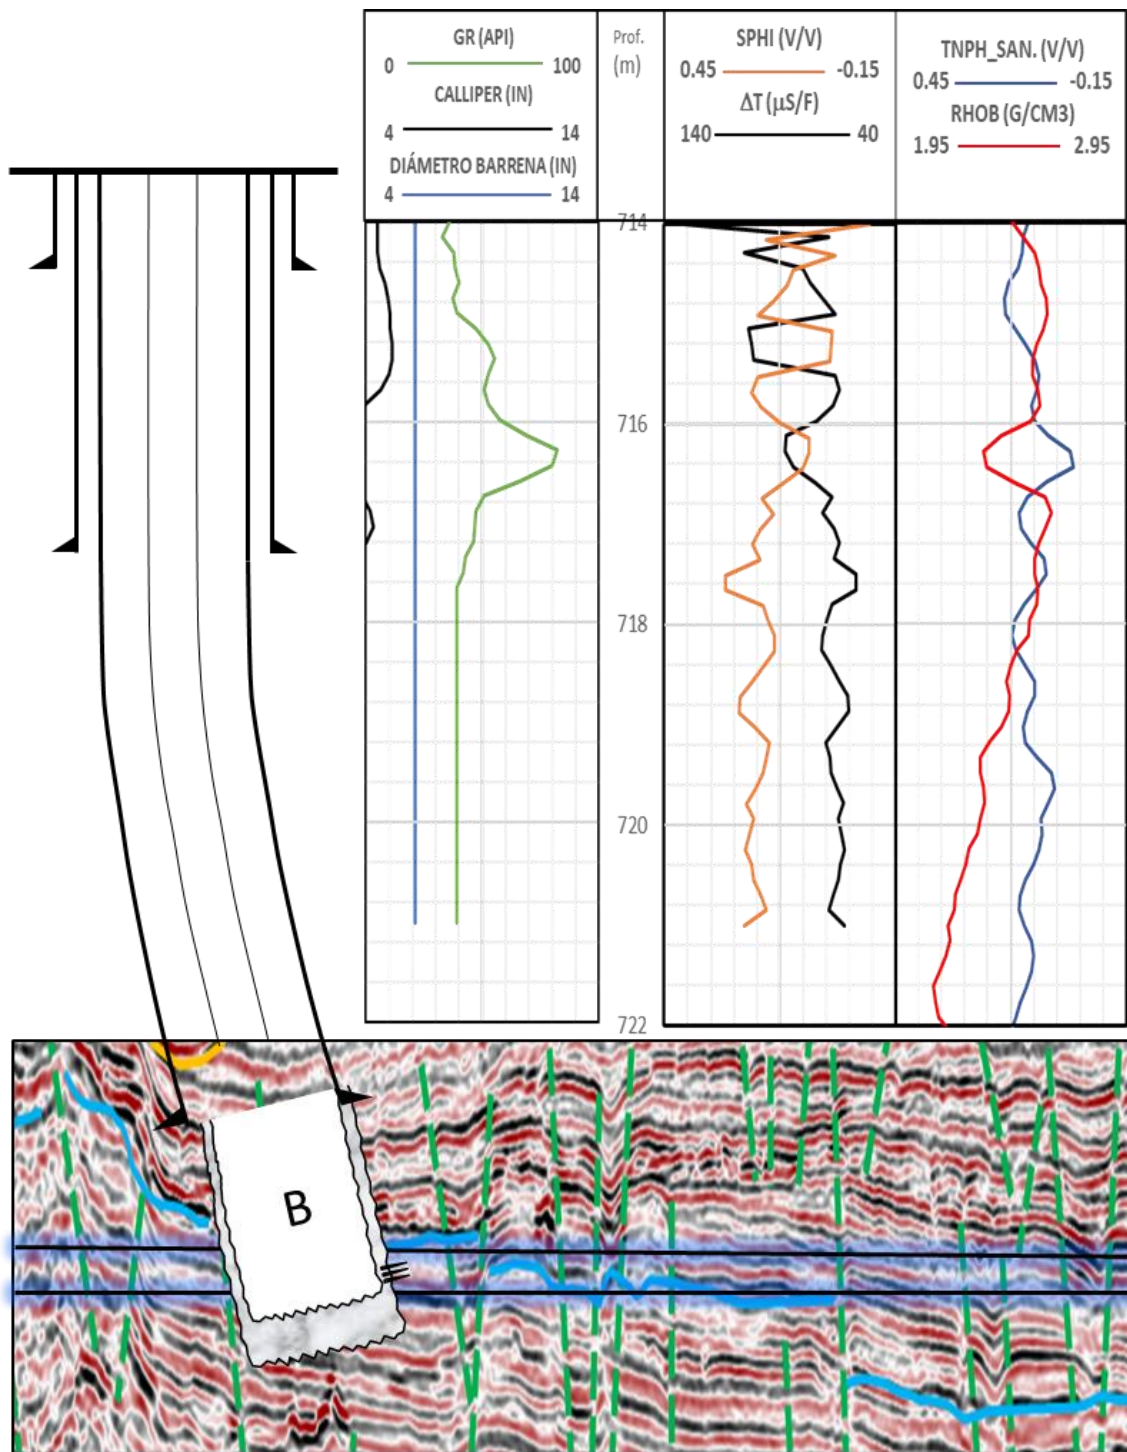 GR (API)
0 100
CALLIPER (IN)
4 14
DIÁMETRO BARRENA (IN)
4 14
Prof.
(m)
SPHI (V/V)
0.45 -0.15
ΔT (µS/F)
140 40
TNPH_SAN. (V/V)
0.45 -0.15
RHOB (G/CM3)
1.95 2.95
714
716
718
720
722
B